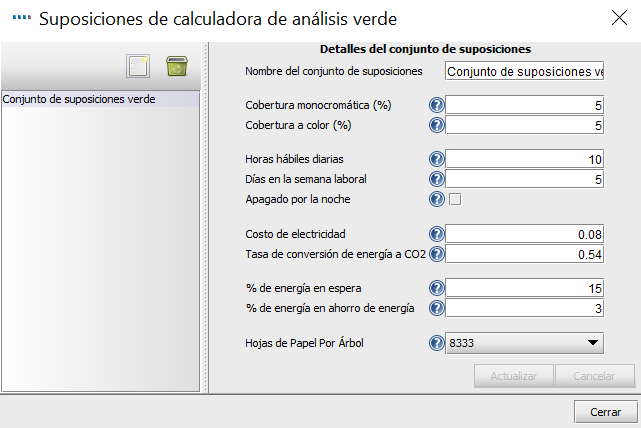 Suposiciones de calculadora de análisis verde
Detalles del conjunto de suposiciones
Nombre del conjunto de suposiciones Conjunto de suposiciones ve
Conjunto de suposiciones verde
Cobertura monocromática (%) 5
Cobertura a color (%) 5
Horas hábiles diarias 10
Días en la semana laboral 5
Apagado por la noche
Costo de electricidad 0.08
Tasa de conversión de energía a CO2 0.54
% de energía en espera 15
% de energía en ahorro de energía 3
Hojas de Papel Por Árbol 8333
Actualizar Cancelar
Cerrar